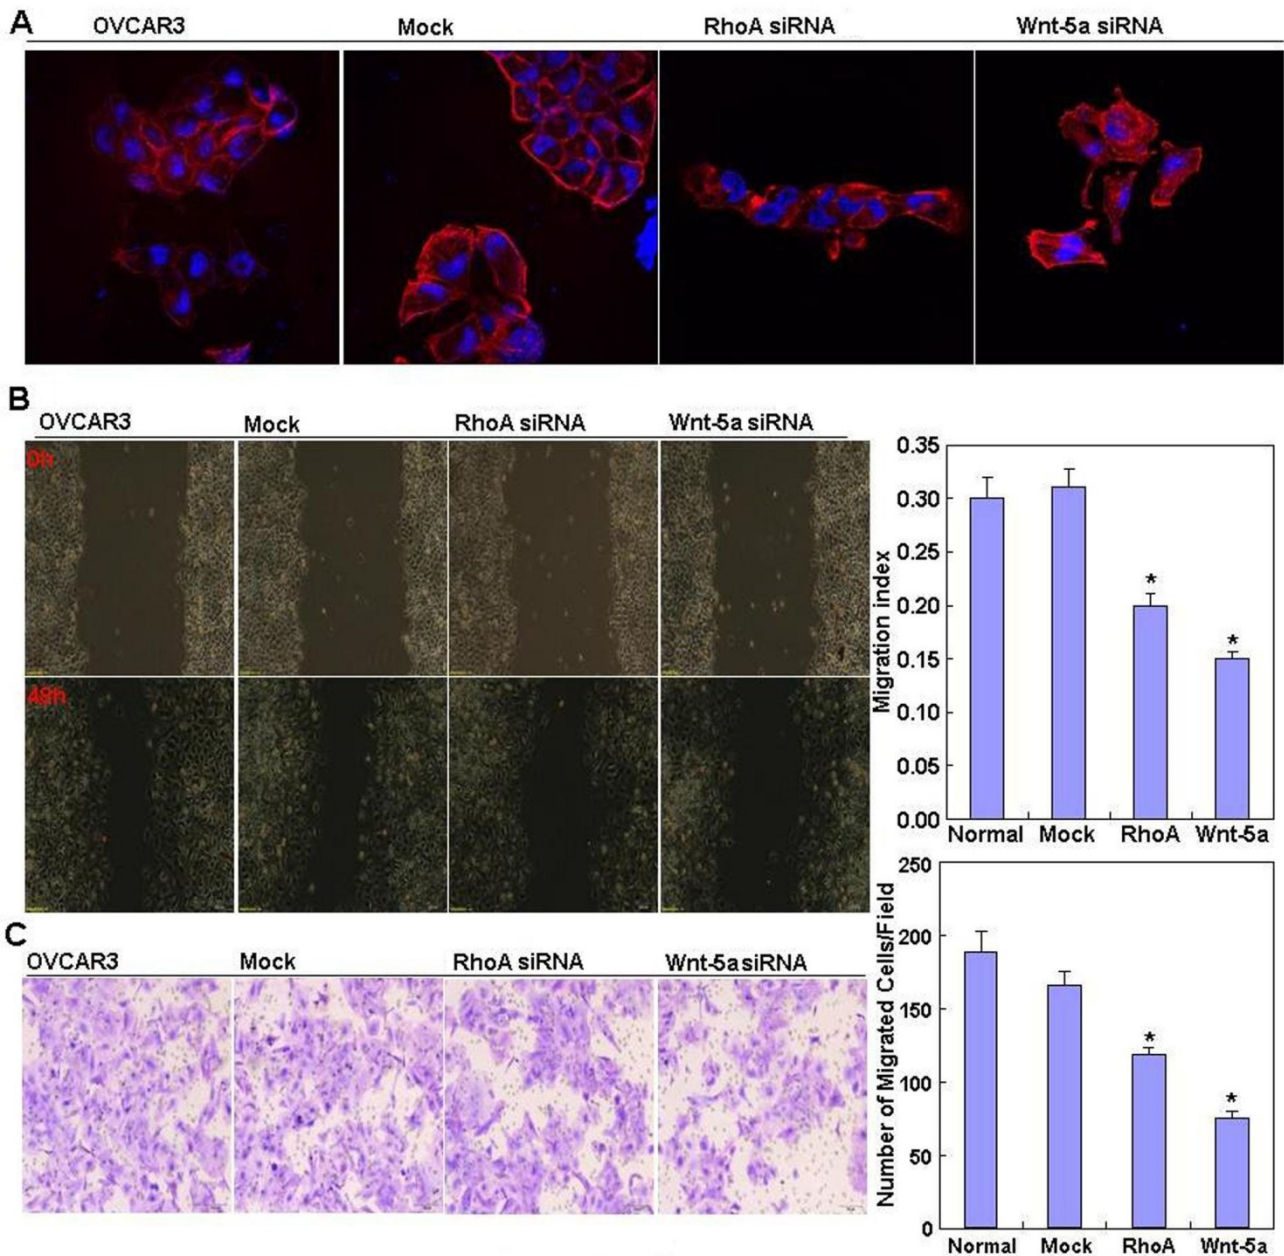 A
OVCAR3 Mock RhoA siRNA Wnt-5a siRNA
B
OVCAR3 Mock RhoA siRNA Wnt-5a siRNA
0h
48h
Migration index
0.35
0.30
0.25
0.20
0.15
0.10
0.05
0.00
* *
Normal Mock RhoA Wnt-5a
C
OVCAR3 Mock RhoA siRNA Wnt-5asiRNA
Number of Migrated Cells/Field
250
200
150
100
50
0
* *
Normal Mock RhoA Wnt-5a